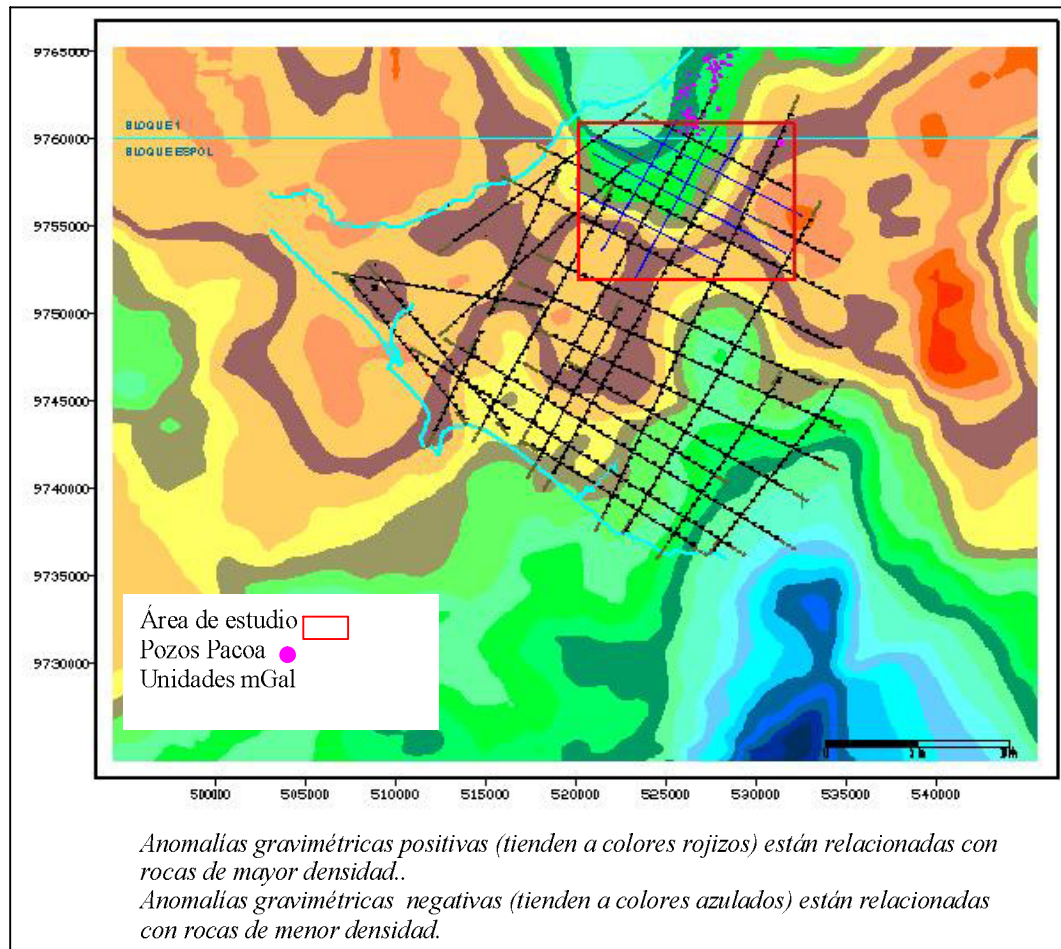 9765000
9760000
BLOQUE 1
BLOQUE ESPOL
9755000
9750000
9745000
9740000
9735000
9730000
Área de estudio
Pozos Pacoa
Unidades mGal
0
500000 505000 510000 515000 520000 525000 530000 535000 540000
Anomalías gravimétricas positivas (tienden a colores rojizos) están relacionadas con
rocas de mayor densidad..
Anomalías gravimétricas negativas (tienden a colores azulados) están relacionadas
con rocas de menor densidad.